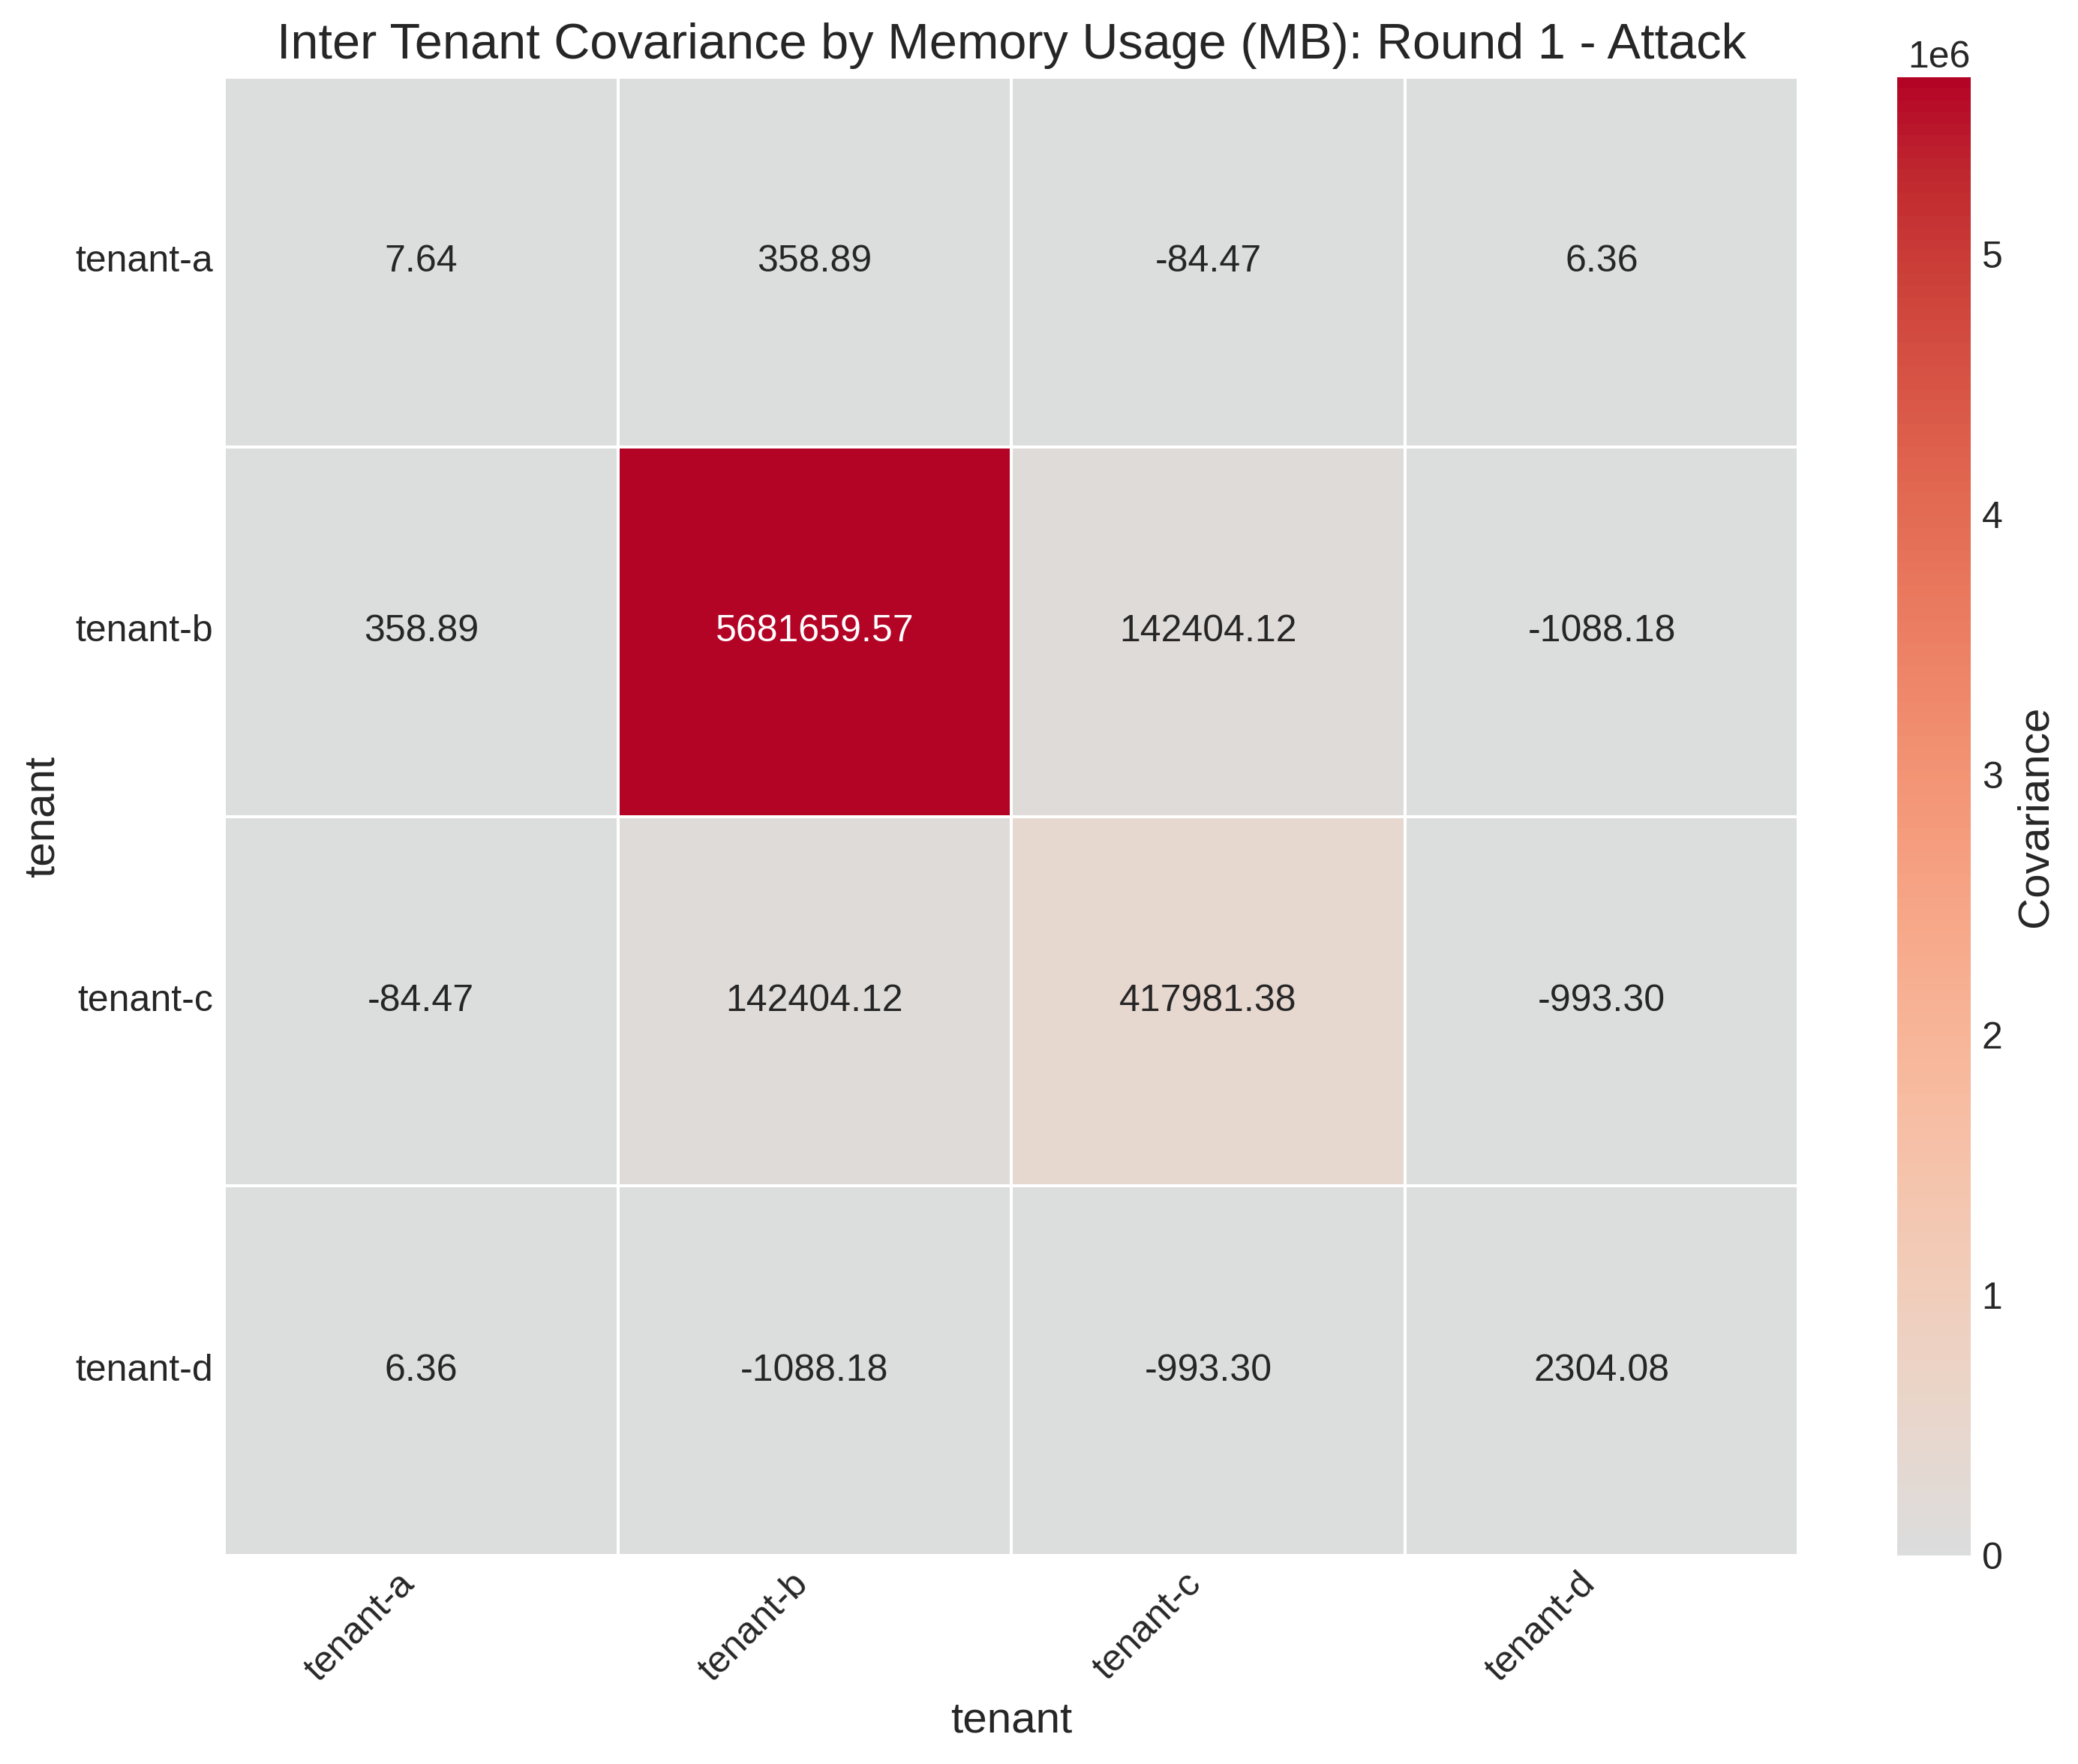 Inter Tenant Covariance by Memory Usage (MB): Round 1 - Attack
1e6
tenant-a 7.64 358.89 -84.47 6.36
tenant-b 358.89 5681659.57 142404.12 -1088.18
tenant-c -84.47 142404.12 417981.38 -993.30
tenant-d 6.36 -1088.18 -993.30 2304.08
tenant
tenant-a tenant-b tenant-c tenant-d
tenant
5
4
3
2
1
0
Covariance